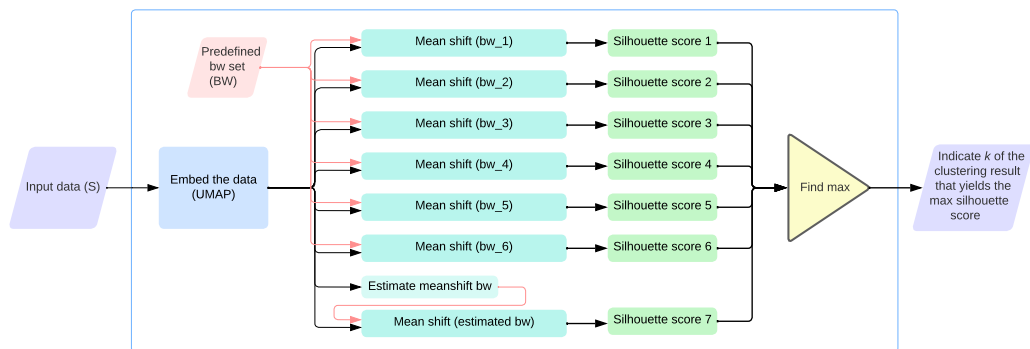 Predefined
bw set
(BW)
Input data (S)
Embed the data
(UMAP)
Mean shift (bw_1)
Silhouette score 1
Mean shift (bw_2)
Silhouette score 2
Mean shift (bw_3)
Silhouette score 3
Mean shift (bw_4)
Silhouette score 4
Mean shift (bw_5)
Silhouette score 5
Mean shift (bw_6)
Silhouette score 6
Estimate meanshift bw
Mean shift (estimated bw)
Silhouette score 7
Find max
Indicate k of the
clustering result
that yields the
max silhouette
score